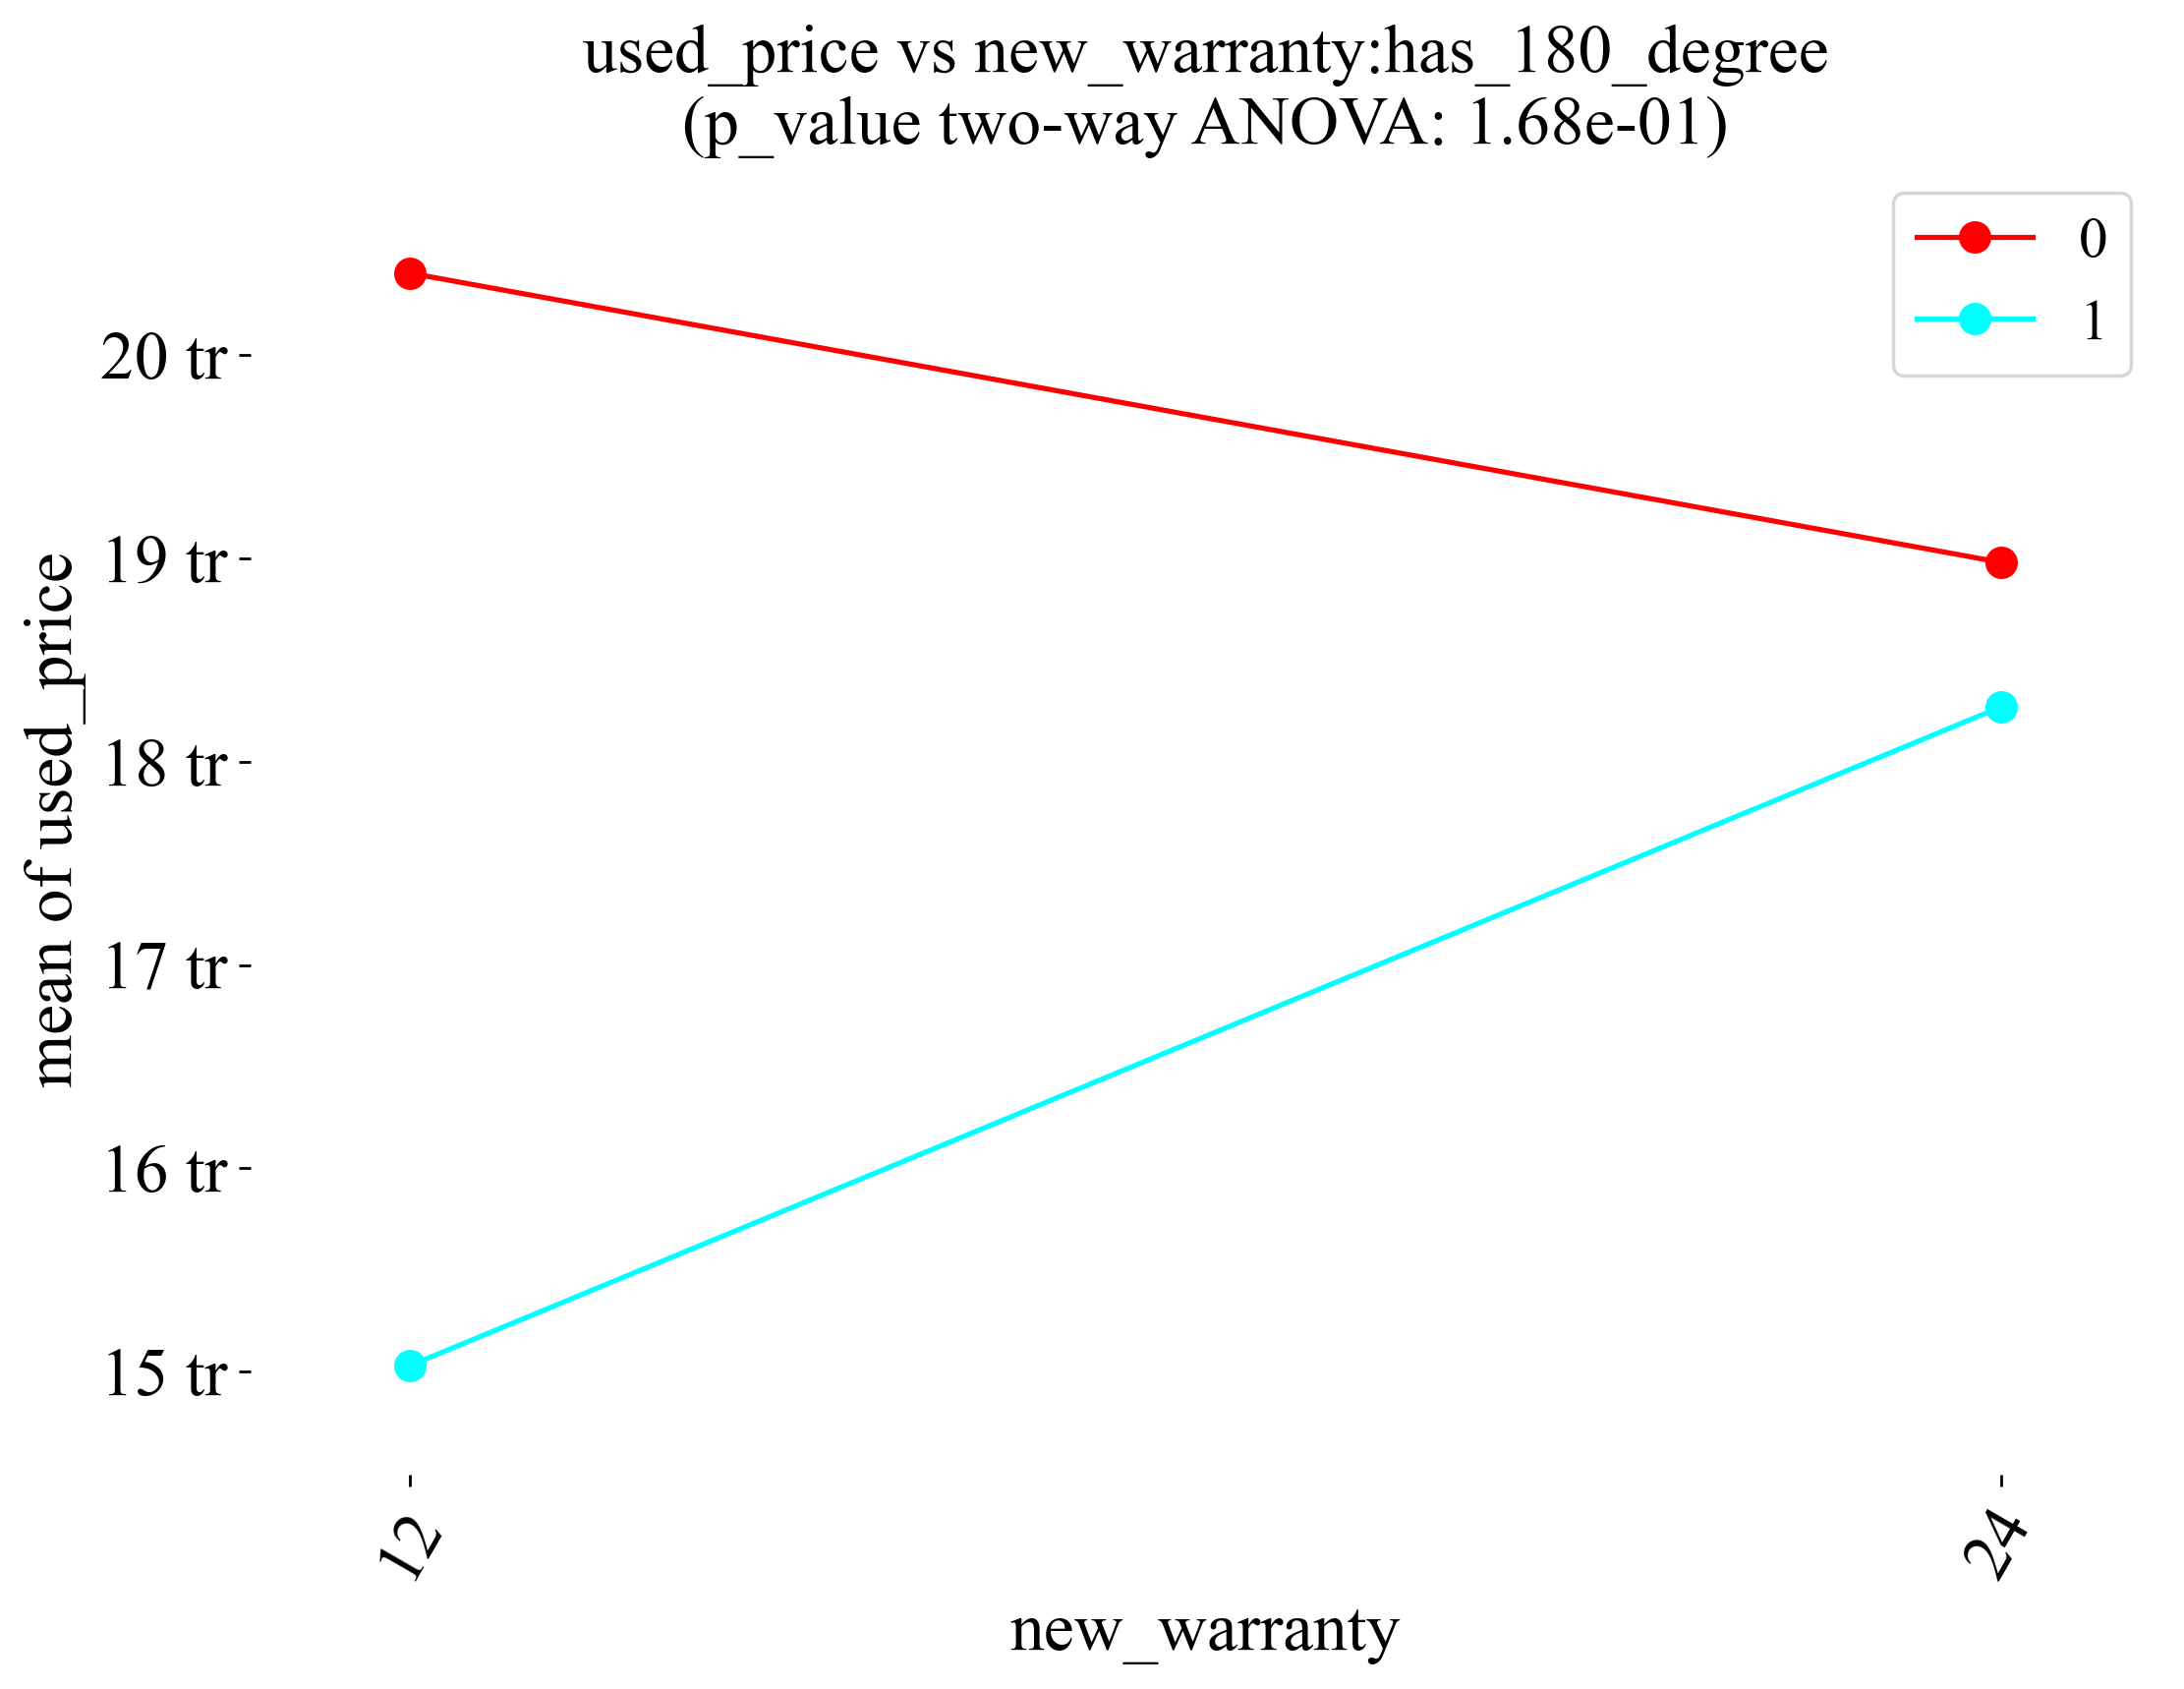 used_price vs new_warranty:has_180_degree
(p_value two-way ANOVA: 1.68e-01)
0
1
20 tr
19 tr
18 tr
17 tr
16 tr
15 tr
mean of used_price
12
24
new_warranty